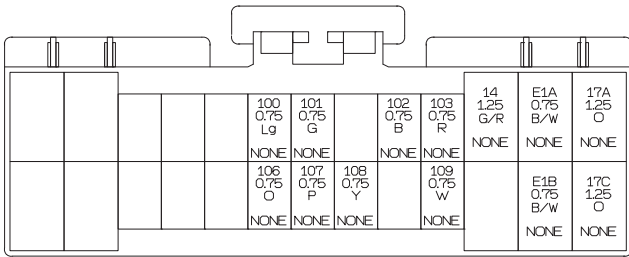 100
0.75
Lg
NONE
101
0.75
G
NONE
102
0.75
B
NONE
103
0.75
R
NONE
14
1.25
G/R
NONE
E1A
0.75
B/W
NONE
17A
1.25
O
NONE
106
0.75
O
NONE
107
0.75
P
NONE
108
0.75
Y
NONE
109
0.75
W
NONE
E1B
0.75
B/W
NONE
17C
1.25
O
NONE